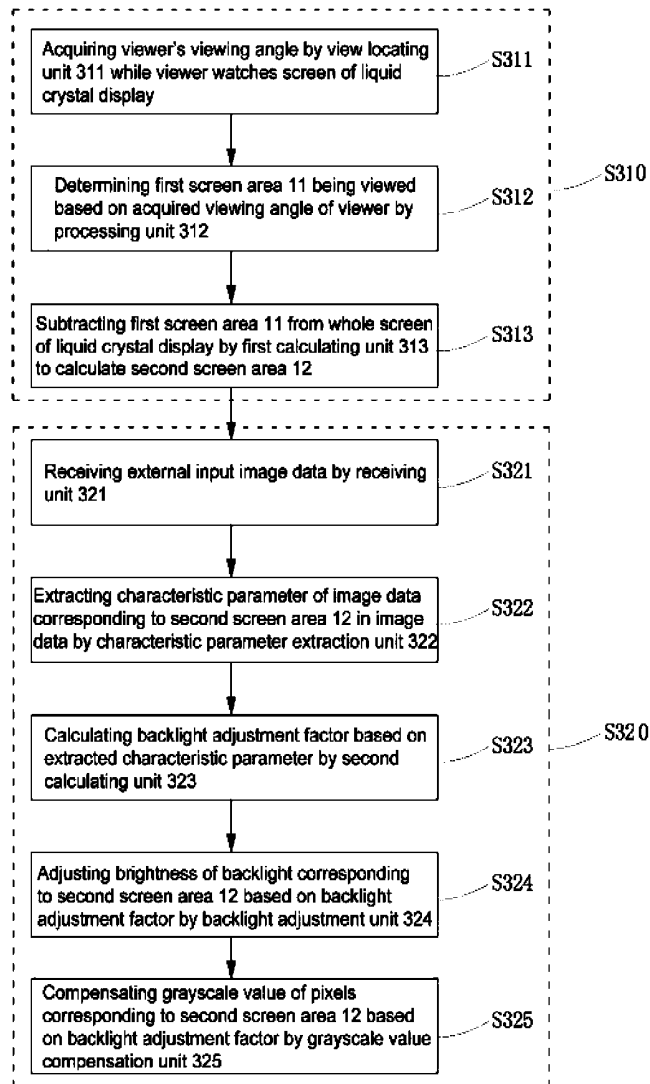 Acquiring viewer's viewing angle by view locating
unit 311 while viewer watches screen of liquid
crystal display
S311
Determining first screen area 11 being viewed
based on acquired viewing angle of viewer by
processing unit 312
S312
S310
Subtracting first screen area 11 from whole screen
of liquid crystal display by first calculating unit 313
to calculate second screen area 12
S313
Receiving external input image data by receiving
unit 321
S321
Extracting characteristic parameter of image data
corresponding to second screen area 12 in image
data by characteristic parameter extraction unit 322
S322
Calculating backlight adjustment factor based on
extracted characteristic parameter by second
calculating unit 323
S323
S320
Adjusting brightness of backlight corresponding
to second screen area 12 based on backlight
adjustment factor by backlight adjustment unit 324
S324
Compensating grayscale value of pixels
corresponding to second screen area 12 based
on backlight adjustment factor by grayscale value
compensation unit 325
S325